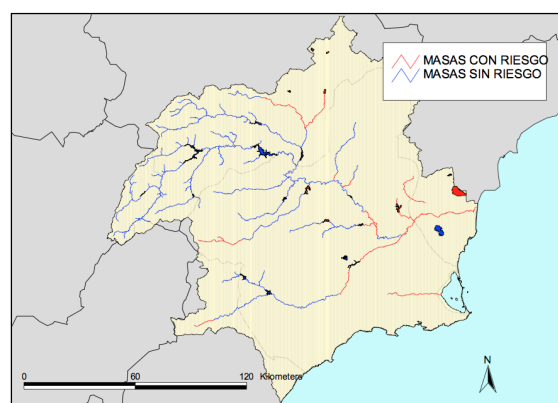 MASAS CON RIESGO
MASAS SIN RIESGO
N
0 60 120 Kilometers